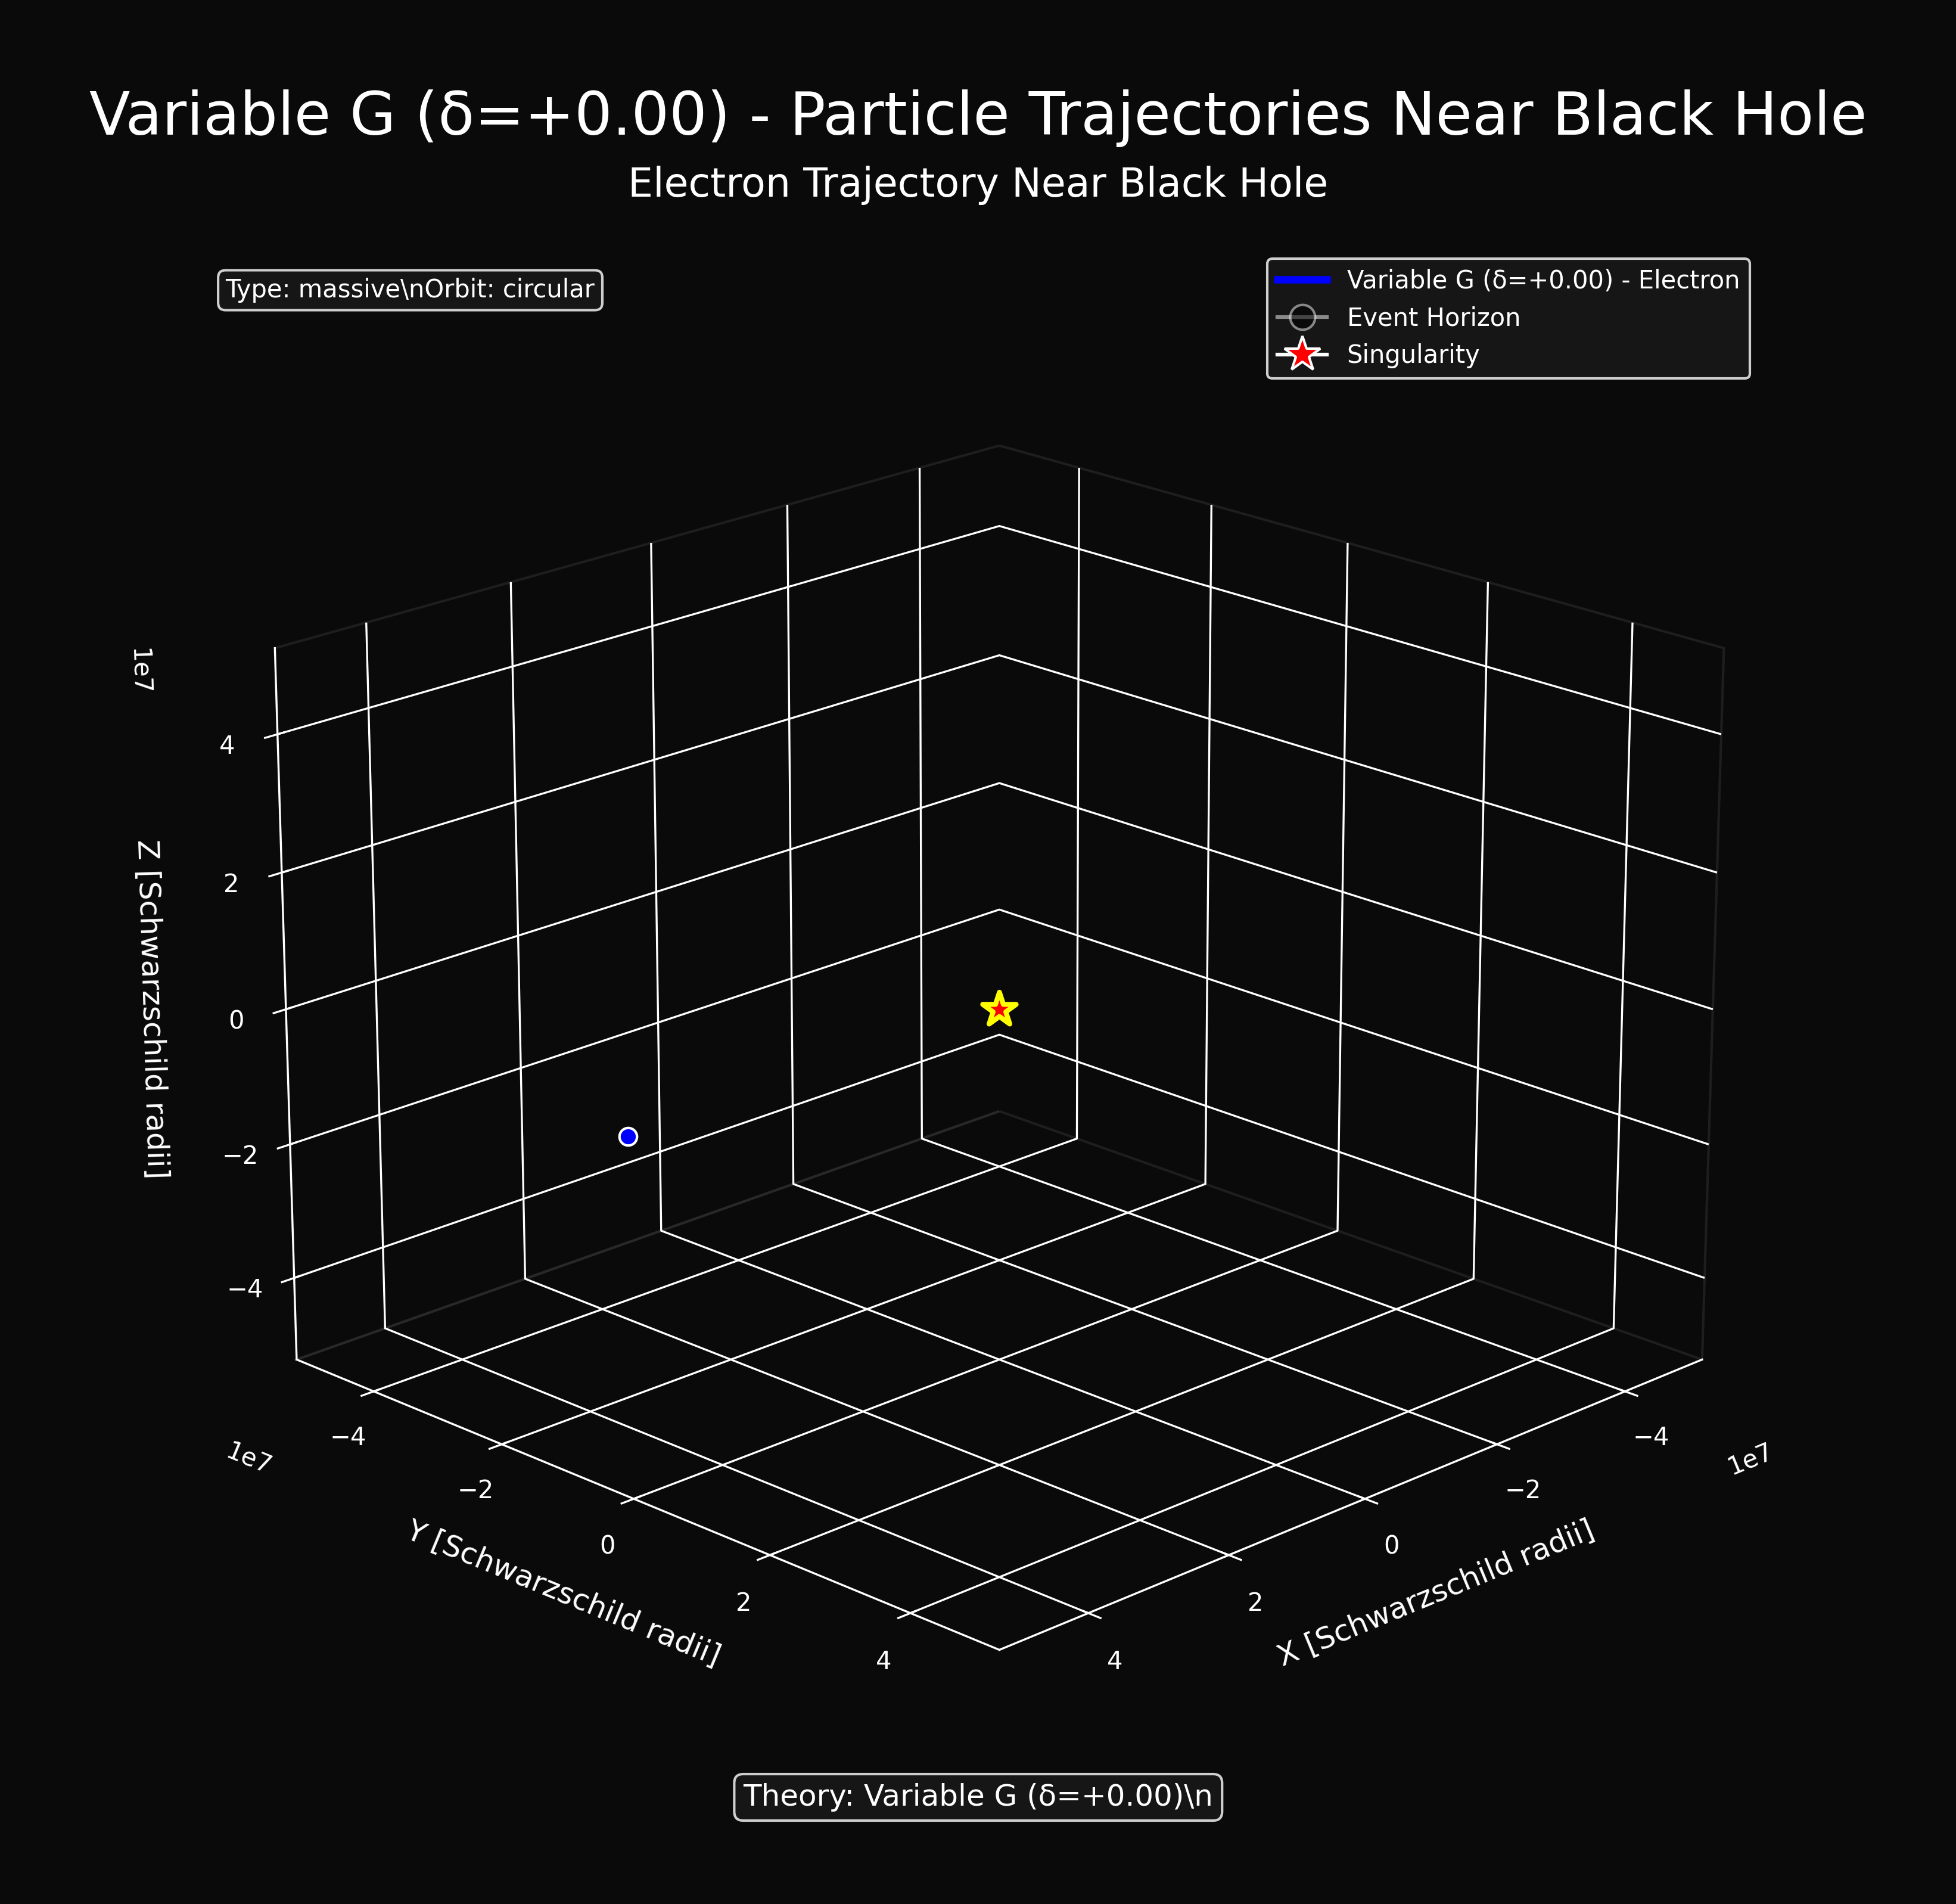 Variable G (δ=+0.00) - Particle Trajectories Near Black Hole
Electron Trajectory Near Black Hole
Type: massive\nOrbit: circular
Variable G (δ=+0.00) - Electron
Event Horizon
Singularity
1e7
4
2
0
−2
−4
Z [Schwarzschild radii]
1e7
−4
−2
0
2
4
Y [Schwarzschild radii]
1e7
−4
−2
0
2
4
X [Schwarzschild radii]
Theory: Variable G (δ=+0.00)\n